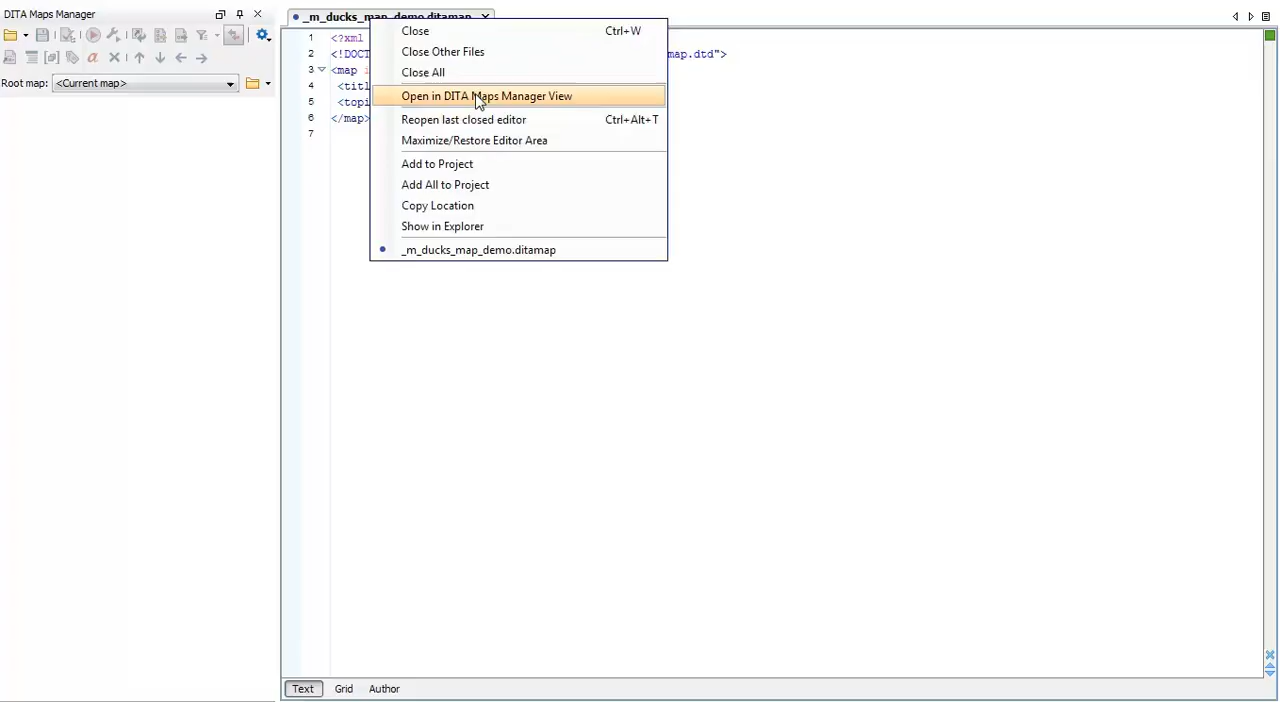 DITA Maps Manager
_m_ducks_map_demo.ditamap
Root map: <Current map>
1 <?xml
2 <!DOCT map.dtd">
3 <map i
4 <titl
5 <topi
6 </map>
7
Close Ctrl+W
Close Other Files
Close All
Open in DITA Maps Manager View
Reopen last closed editor Ctrl+Alt+T
Maximize/Restore Editor Area
Add to Project
Add All to Project
Copy Location
Show in Explorer
_m_ducks_map_demo.ditamap
Text Grid Author